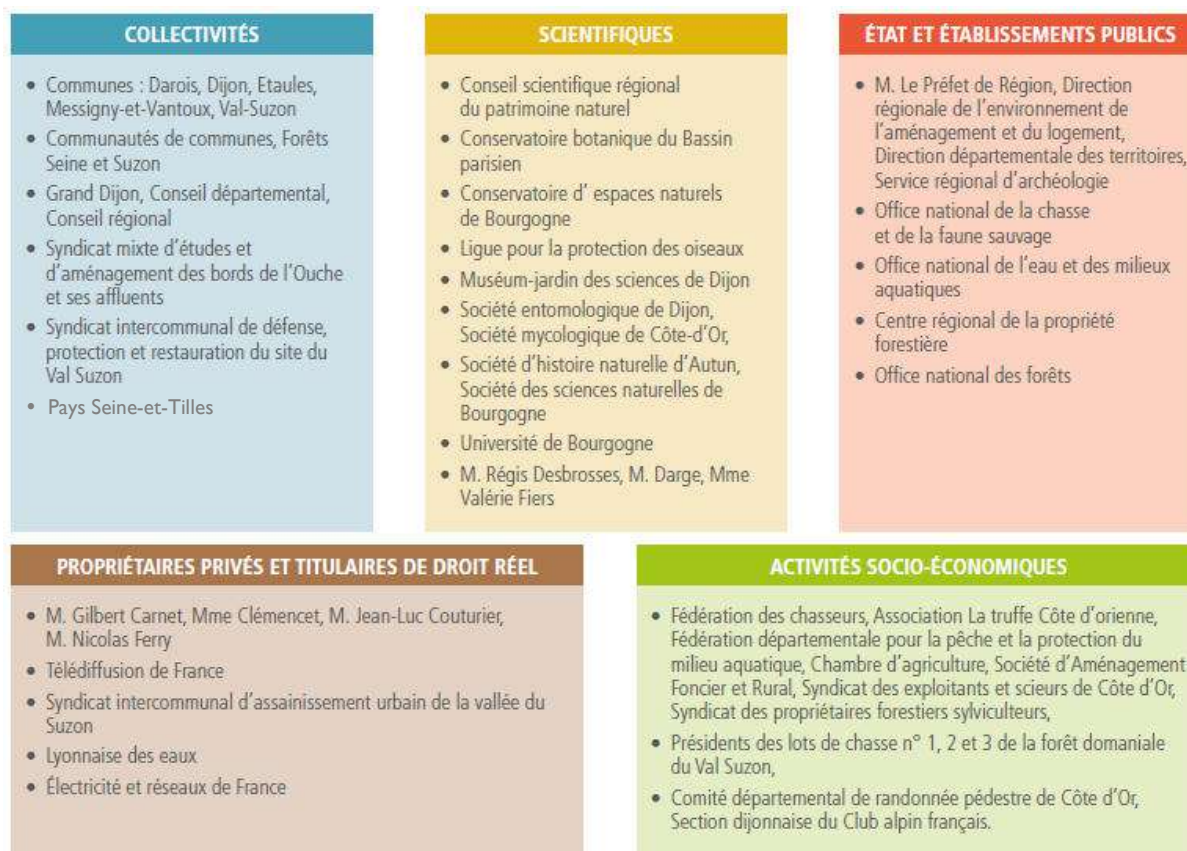 COLLECTIVITÉS
• Communes : Darois, Dijon, Etaules,
Messigny-et-Vantoux, Val-Suzon
• Communautés de communes, Forêts
Seine et Suzon
• Grand Dijon, Conseil départemental,
Conseil régional
• Syndicat mixte d'études et
d'aménagement des bords de l'Ouche
et ses affluents
• Syndicat intercommunal de défense,
protection et restauration du site du
Val Suzon
• Pays Seine-et-Tilles
SCIENTIFIQUES
• Conseil scientifique régional
du patrimoine naturel
• Conservatoire botanique du Bassin
parisien
• Conservatoire d' espaces naturels
de Bourgogne
• Ligue pour la protection des oiseaux
• Muséum-jardin des sciences de Dijon
• Société entomologique de Dijon,
Société mycologique de Côte-d'Or,
• Société d'histoire naturelle d'Autun,
Société des sciences naturelles de
Bourgogne
• Université de Bourgogne
• M. Régis Desbrosses, M. Darge, Mme
Valérie Fiers
ÉTAT ET ÉTABLISSEMENTS PUBLICS
• M. Le Préfet de Région, Direction
régionale de l'environnement de
l'aménagement et du logement,
Direction départementale des territoires,
Service régional d'archéologie
• Office national de la chasse
et de la faune sauvage
• Office national de l'eau et des milieux
aquatiques
• Centre régional de la propriété
forestière
• Office national des forêts
PROPRIÉTAIRES PRIVÉS ET TITULAIRES DE DROIT RÉEL
• M. Gilbert Carnet, Mme Clémencet, M. Jean-Luc Couturier,
M. Nicolas Ferry
• Télédiffusion de France
• Syndicat intercommunal d'assainissement urbain de la vallée du
Suzon
• Lyonnaise des eaux
• Électricité et réseaux de France
ACTIVITÉS SOCIO-ÉCONOMIQUES
• Fédération des chasseurs, Association La truffe Côte d'orienne,
Fédération départementale pour la pêche et la protection du
milieu aquatique, Chambre d'agriculture, Société d'Aménagement
Foncier et Rural, Syndicat des exploitants et scieurs de Côte d'Or,
Syndicat des propriétaires forestiers sylviculteurs,
• Présidents des lots de chasse n° 1, 2 et 3 de la forêt domaniale
du Val Suzon,
• Comité départemental de randonnée pédestre de Côte d'Or,
Section dijonnaise du Club alpin français.